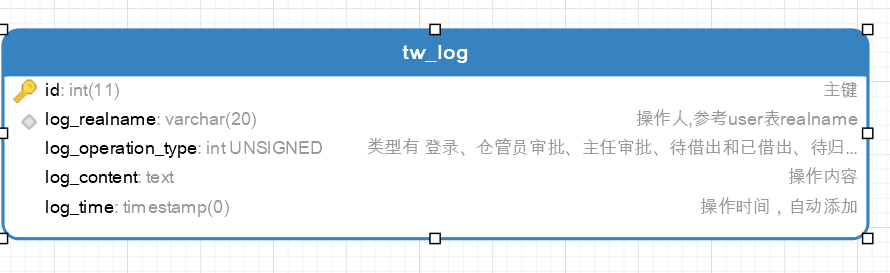 tw_log
id: int(11) 主键
log_realname: varchar(20) 操作人,参考user表realname
log_operation_type: int UNSIGNED 类型有 登录、仓管员审批、主任审批、待借出和已借出、待归...
log_content: text 操作内容
log_time: timestamp(0) 操作时间，自动添加